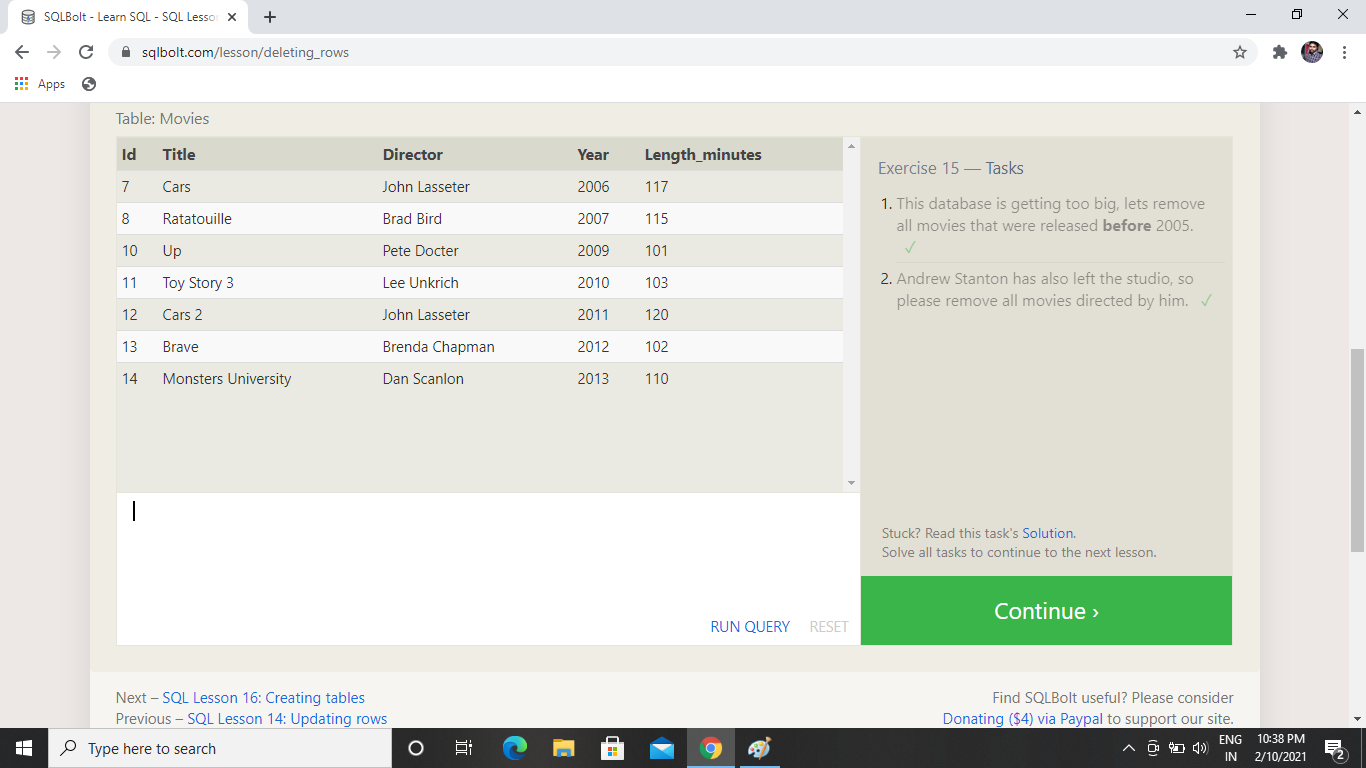 SQLBolt - Learn SQL - SQL Lesson
sqlbolt.com/lesson/deleting_rows
Apps
Table: Movies
Id Title Director Year Length_minutes
7 Cars John Lasseter 2006 117
8 Ratatouille Brad Bird 2007 115
10 Up Pete Docter 2009 101
11 Toy Story 3 Lee Unkrich 2010 103
12 Cars 2 John Lasseter 2011 120
13 Brave Brenda Chapman 2012 102
14 Monsters University Dan Scanlon 2013 110
RUN QUERY RESET
Exercise 15 — Tasks
1. This database is getting too big, lets remove
all movies that were released before 2005.
✓
2. Andrew Stanton has also left the studio, so
please remove all movies directed by him. ✓
Stuck? Read this task's Solution.
Solve all tasks to continue to the next lesson.
Continue ›
Next – SQL Lesson 16: Creating tables
Previous – SQL Lesson 14: Updating rows
Find SQLBolt useful? Please consider
Donating ($4) via Paypal to support our site.
Type here to search
ENG
IN
10:38 PM
2/10/2021
2